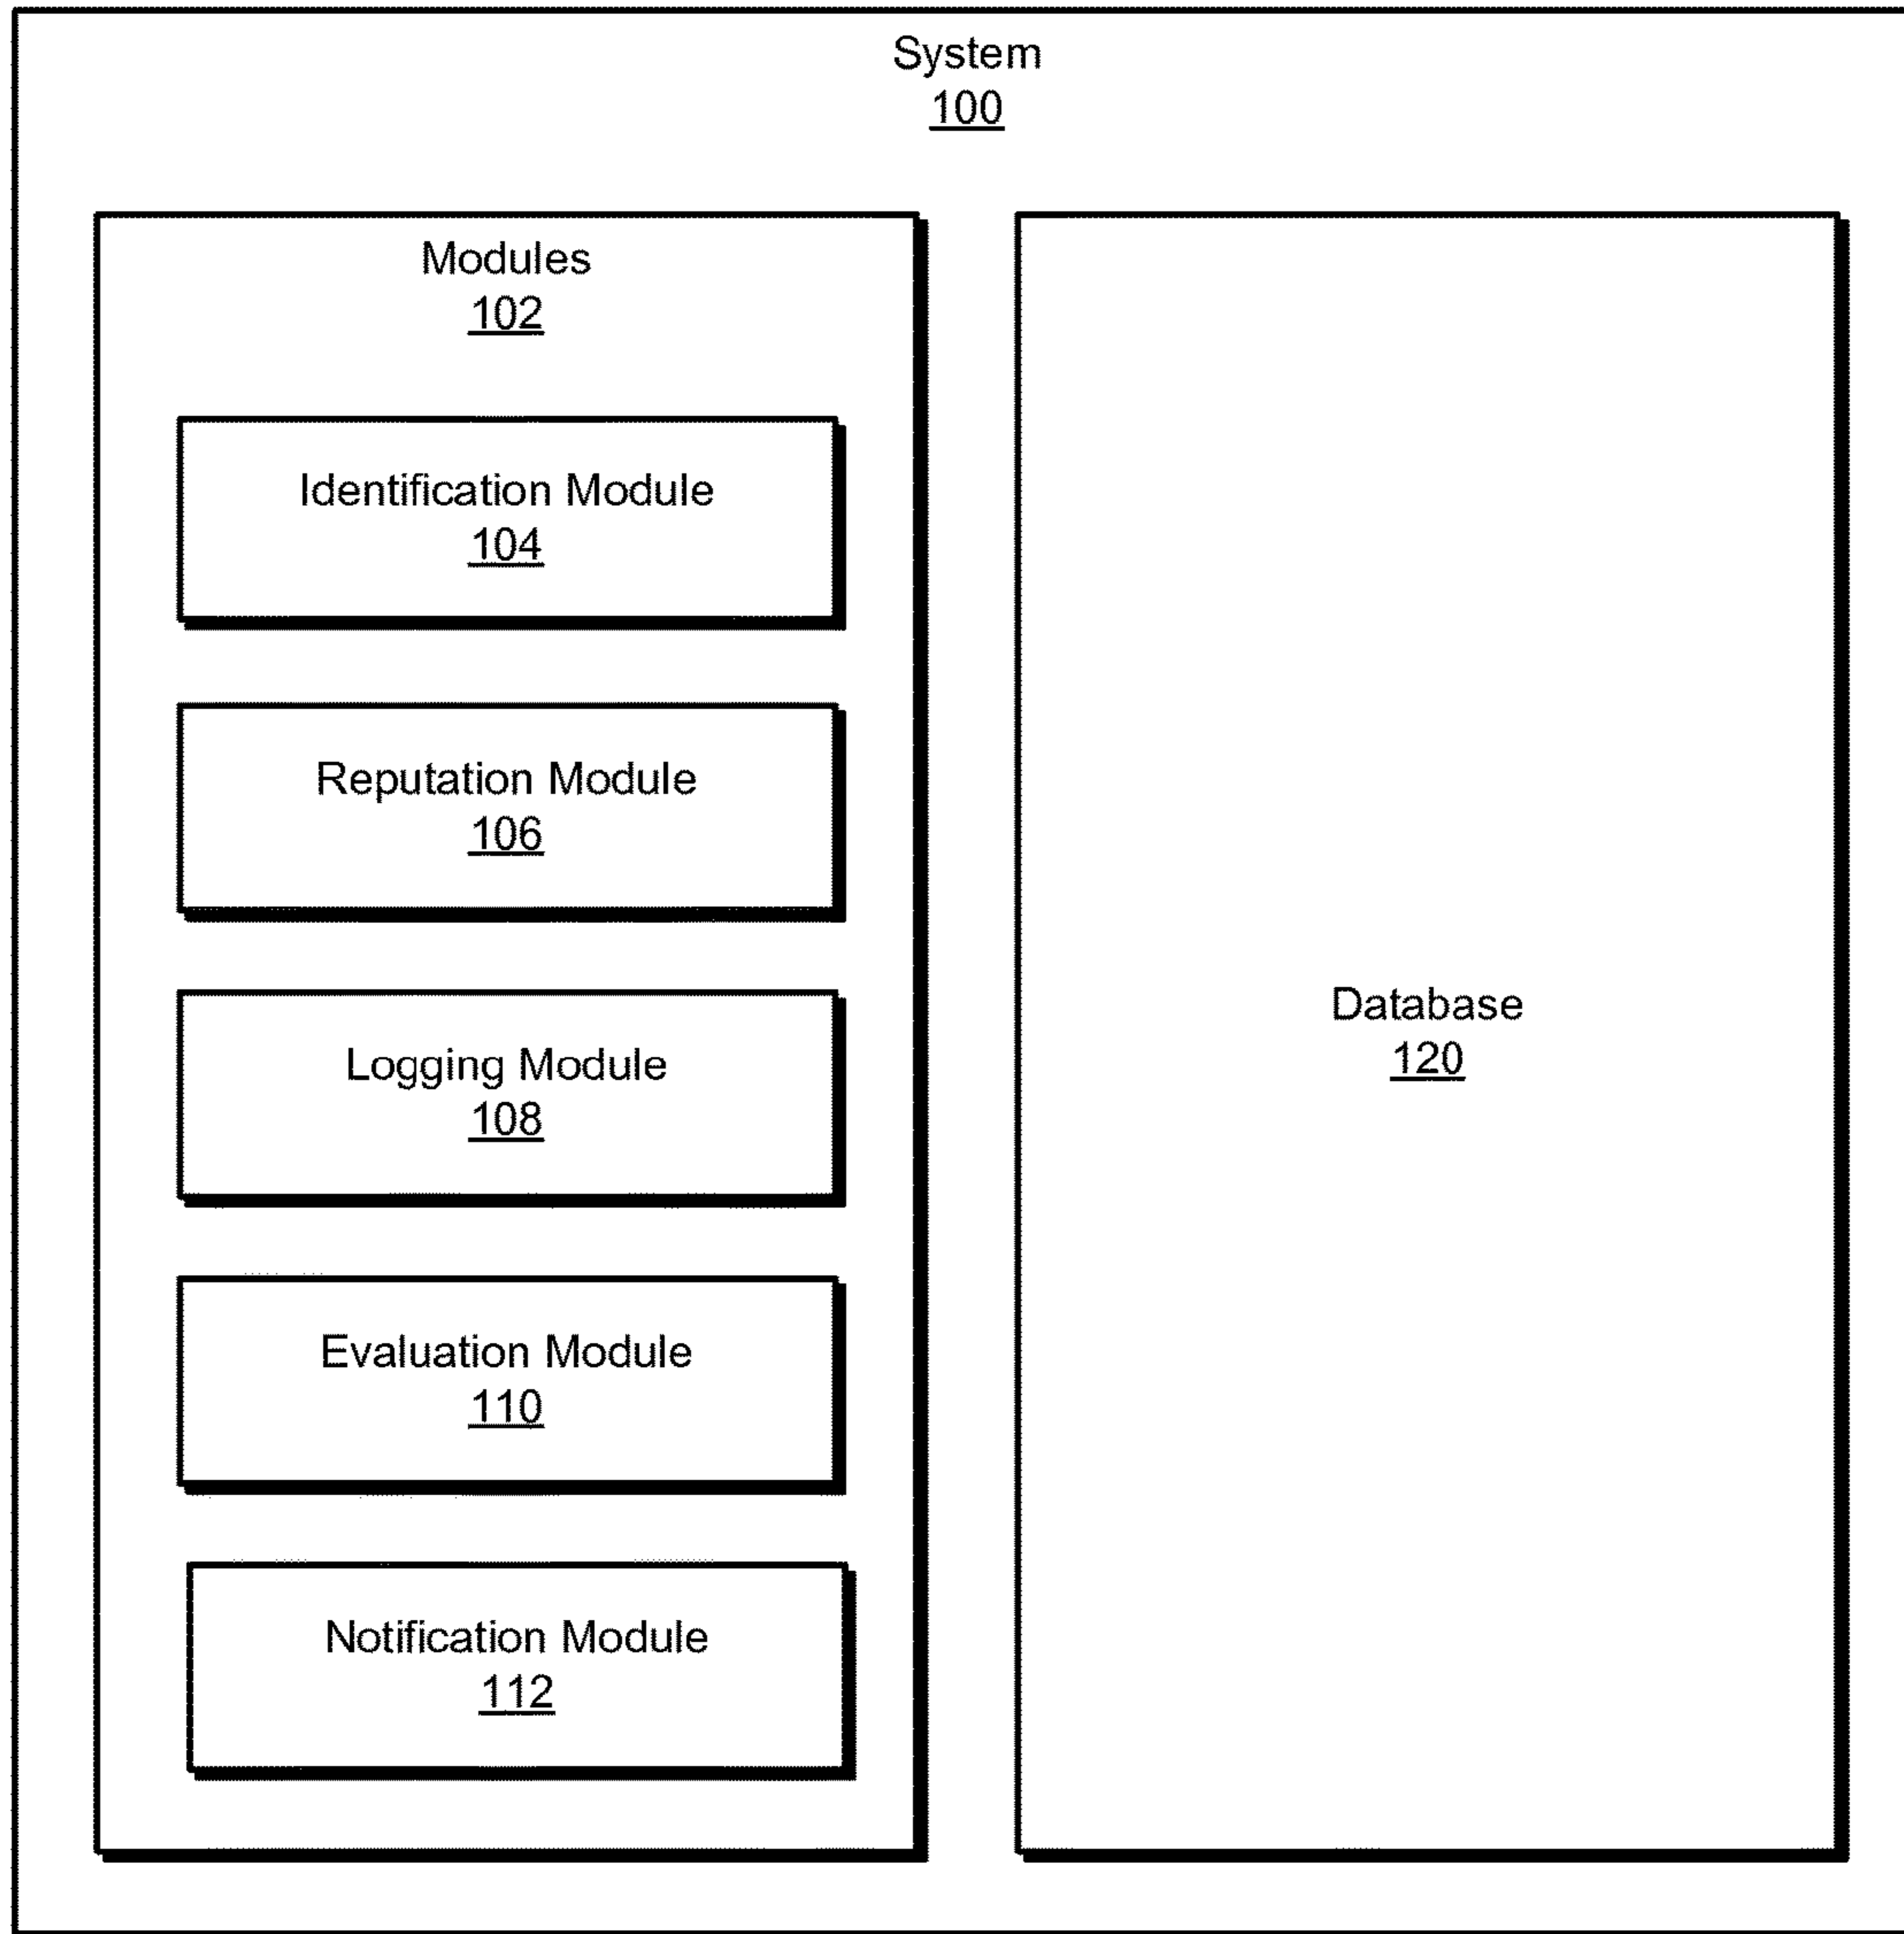 System
100
Modules
102
Identification Module
104
Reputation Module
106
Logging Module
108
Evaluation Module
110
Notification Module
112
Database
120